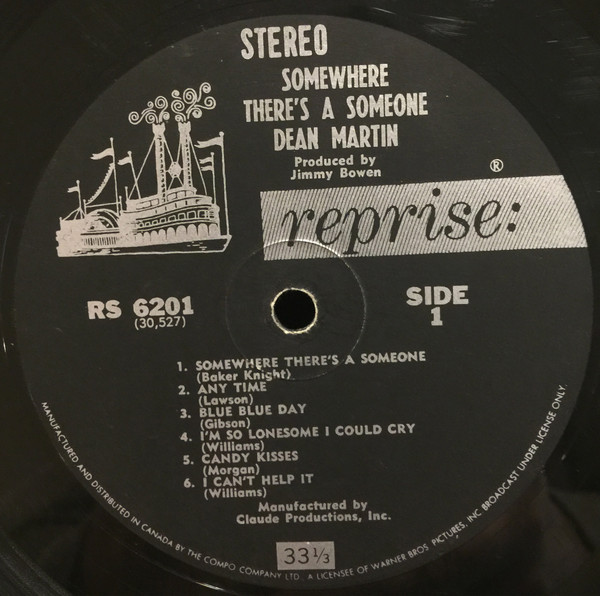 STEREO
SOMEWHERE
THERE'S A SOMEONE
DEAN MARTIN
Produced by
Jimmy Bowen
®
reprise:
RS 6201
(30,527)
SIDE
1
1. SOMEWHERE THERE'S A SOMEONE
(Baker Knight)
2. ANY TIME
(Lawson)
3. BLUE BLUE DAY
(Gibson)
4. I'M SO LONESOME I COULD CRY
(Williams)
5. CANDY KISSES
(Morgan)
6. I CAN'T HELP IT
(Williams)
Manufactured by
Claude Productions, Inc.
33⅓
MANUFACTURED AND DISTRIBUTED IN CANADA BY THE COMPO COMPANY LTD. A LICENSEE OF WARNER BROS. PICTURES, INC BROADCAST UNDER LICENSE ONLY.